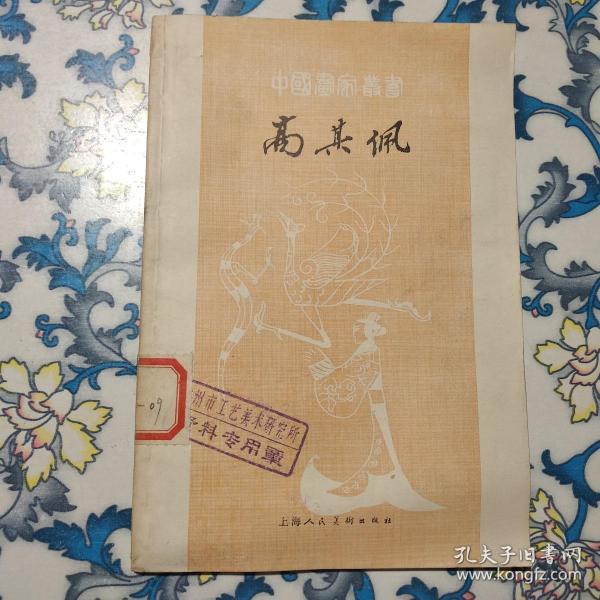 中國畫家叢書
高其佩
-09
州市工艺美术研究所
资料专用章
上海人民美術出版社
孔夫子旧书网
www.kongfz.com